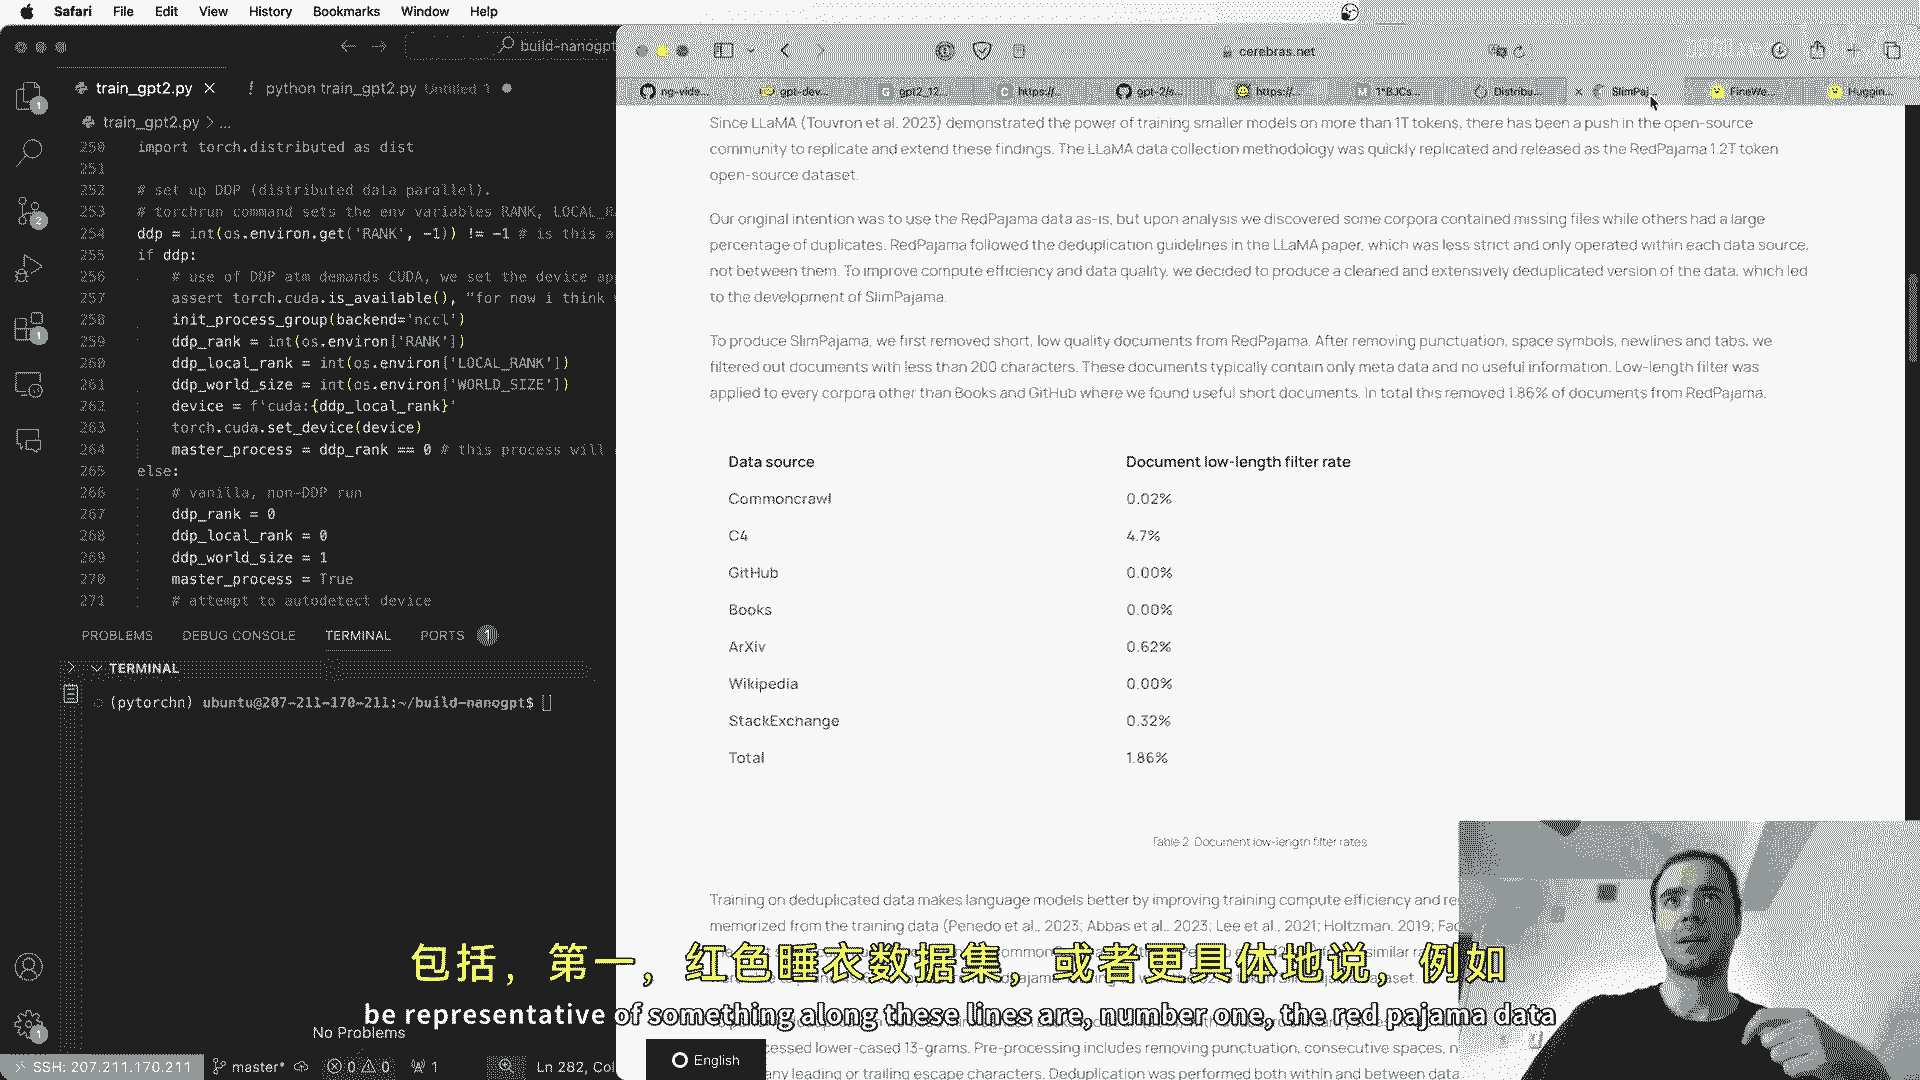 Safari File Edit View History Bookmarks Window Help
build-nanogpt
cerebras.net
train_gpt2.py
python train_gpt2.py Untitled 1
ng-vide...
gpt-dev...
gpt2_12...
https://...
gpt-2/s...
https://...
1*BJCs...
Distribu...
SlimPaj...
FineWe...
Huggin...
train_gpt2.py > ...
250 import torch.distributed as dist
251
252 # set up DDP (distributed data parallel).
253 # torchrun command sets the env variables RANK, LOCAL_R
254 ddp = int(os.environ.get('RANK', -1)) != -1 # is this a
255 if ddp:
256 # use of DDP atm demands CUDA, we set the device ap
257 assert torch.cuda.is_available(), "for now i think
258 init_process_group(backend='nccl')
259 ddp_rank = int(os.environ['RANK'])
260 ddp_local_rank = int(os.environ['LOCAL_RANK'])
261 ddp_world_size = int(os.environ['WORLD_SIZE'])
262 device = f'cuda:{ddp_local_rank}'
263 torch.cuda.set_device(device)
264 master_process = ddp_rank == 0 # this process will
265 else:
266 # vanilla, non-DDP run
267 ddp_rank = 0
268 ddp_local_rank = 0
269 ddp_world_size = 1
270 master_process = True
271 # attempt to autodetect device
PROBLEMS DEBUG CONSOLE TERMINAL PORTS 1
TERMINAL
(pytorchn) ubuntu@207-211-170-211:~/build-nanogpt$
No Problems
SSH: 207.211.170.211 master* 0 0 1 Ln 282, Col
Since LLaMA (Touvron et al. 2023) demonstrated the power of training smaller models on more than 1T tokens, there has been a push in the open-source
community to replicate and extend these findings. The LLaMA data collection methodology was quickly replicated and released as the RedPajama 1.2T token
open-source dataset.
Our original intention was to use the RedPajama data as-is, but upon analysis we discovered some corpora contained missing files while others had a large
percentage of duplicates. RedPajama followed the deduplication guidelines in the LLaMA paper, which was less strict and only operated within each data source,
not between them. To improve compute efficiency and data quality, we decided to produce a cleaned and extensively deduplicated version of the data, which led
to the development of SlimPajama.
To produce SlimPajama, we first removed short, low quality documents from RedPajama. After removing punctuation, space symbols, newlines and tabs, we
filtered out documents with less than 200 characters. These documents typically contain only meta data and no useful information. Low-length filter was
applied to every corpora other than Books and GitHub where we found useful short documents. In total this removed 1.86% of documents from RedPajama.
Data source Document low-length filter rate
Commoncrawl 0.02%
C4 4.7%
GitHub 0.00%
Books 0.00%
ArXiv 0.62%
Wikipedia 0.00%
StackExchange 0.32%
Total 1.86%
Table 2: Document low-length filter rates
Training on deduplicated data makes language models better by improving training compute efficiency and re
memorized from the training data (Penedo et al., 2023; Abbas et al., 2023; Lee et al., 2021; Holtzman, 2019; Fac
包括，第一，红色睡衣数据集，或者更具体地说，例如
be representative of something along these lines are, number one, the red pajama data
essed lower-cased 13-grams. Pre-processing includes removing punctuation, consecutive spaces, n
any leading or trailing escape characters. Deduplication was performed both within and between data
English